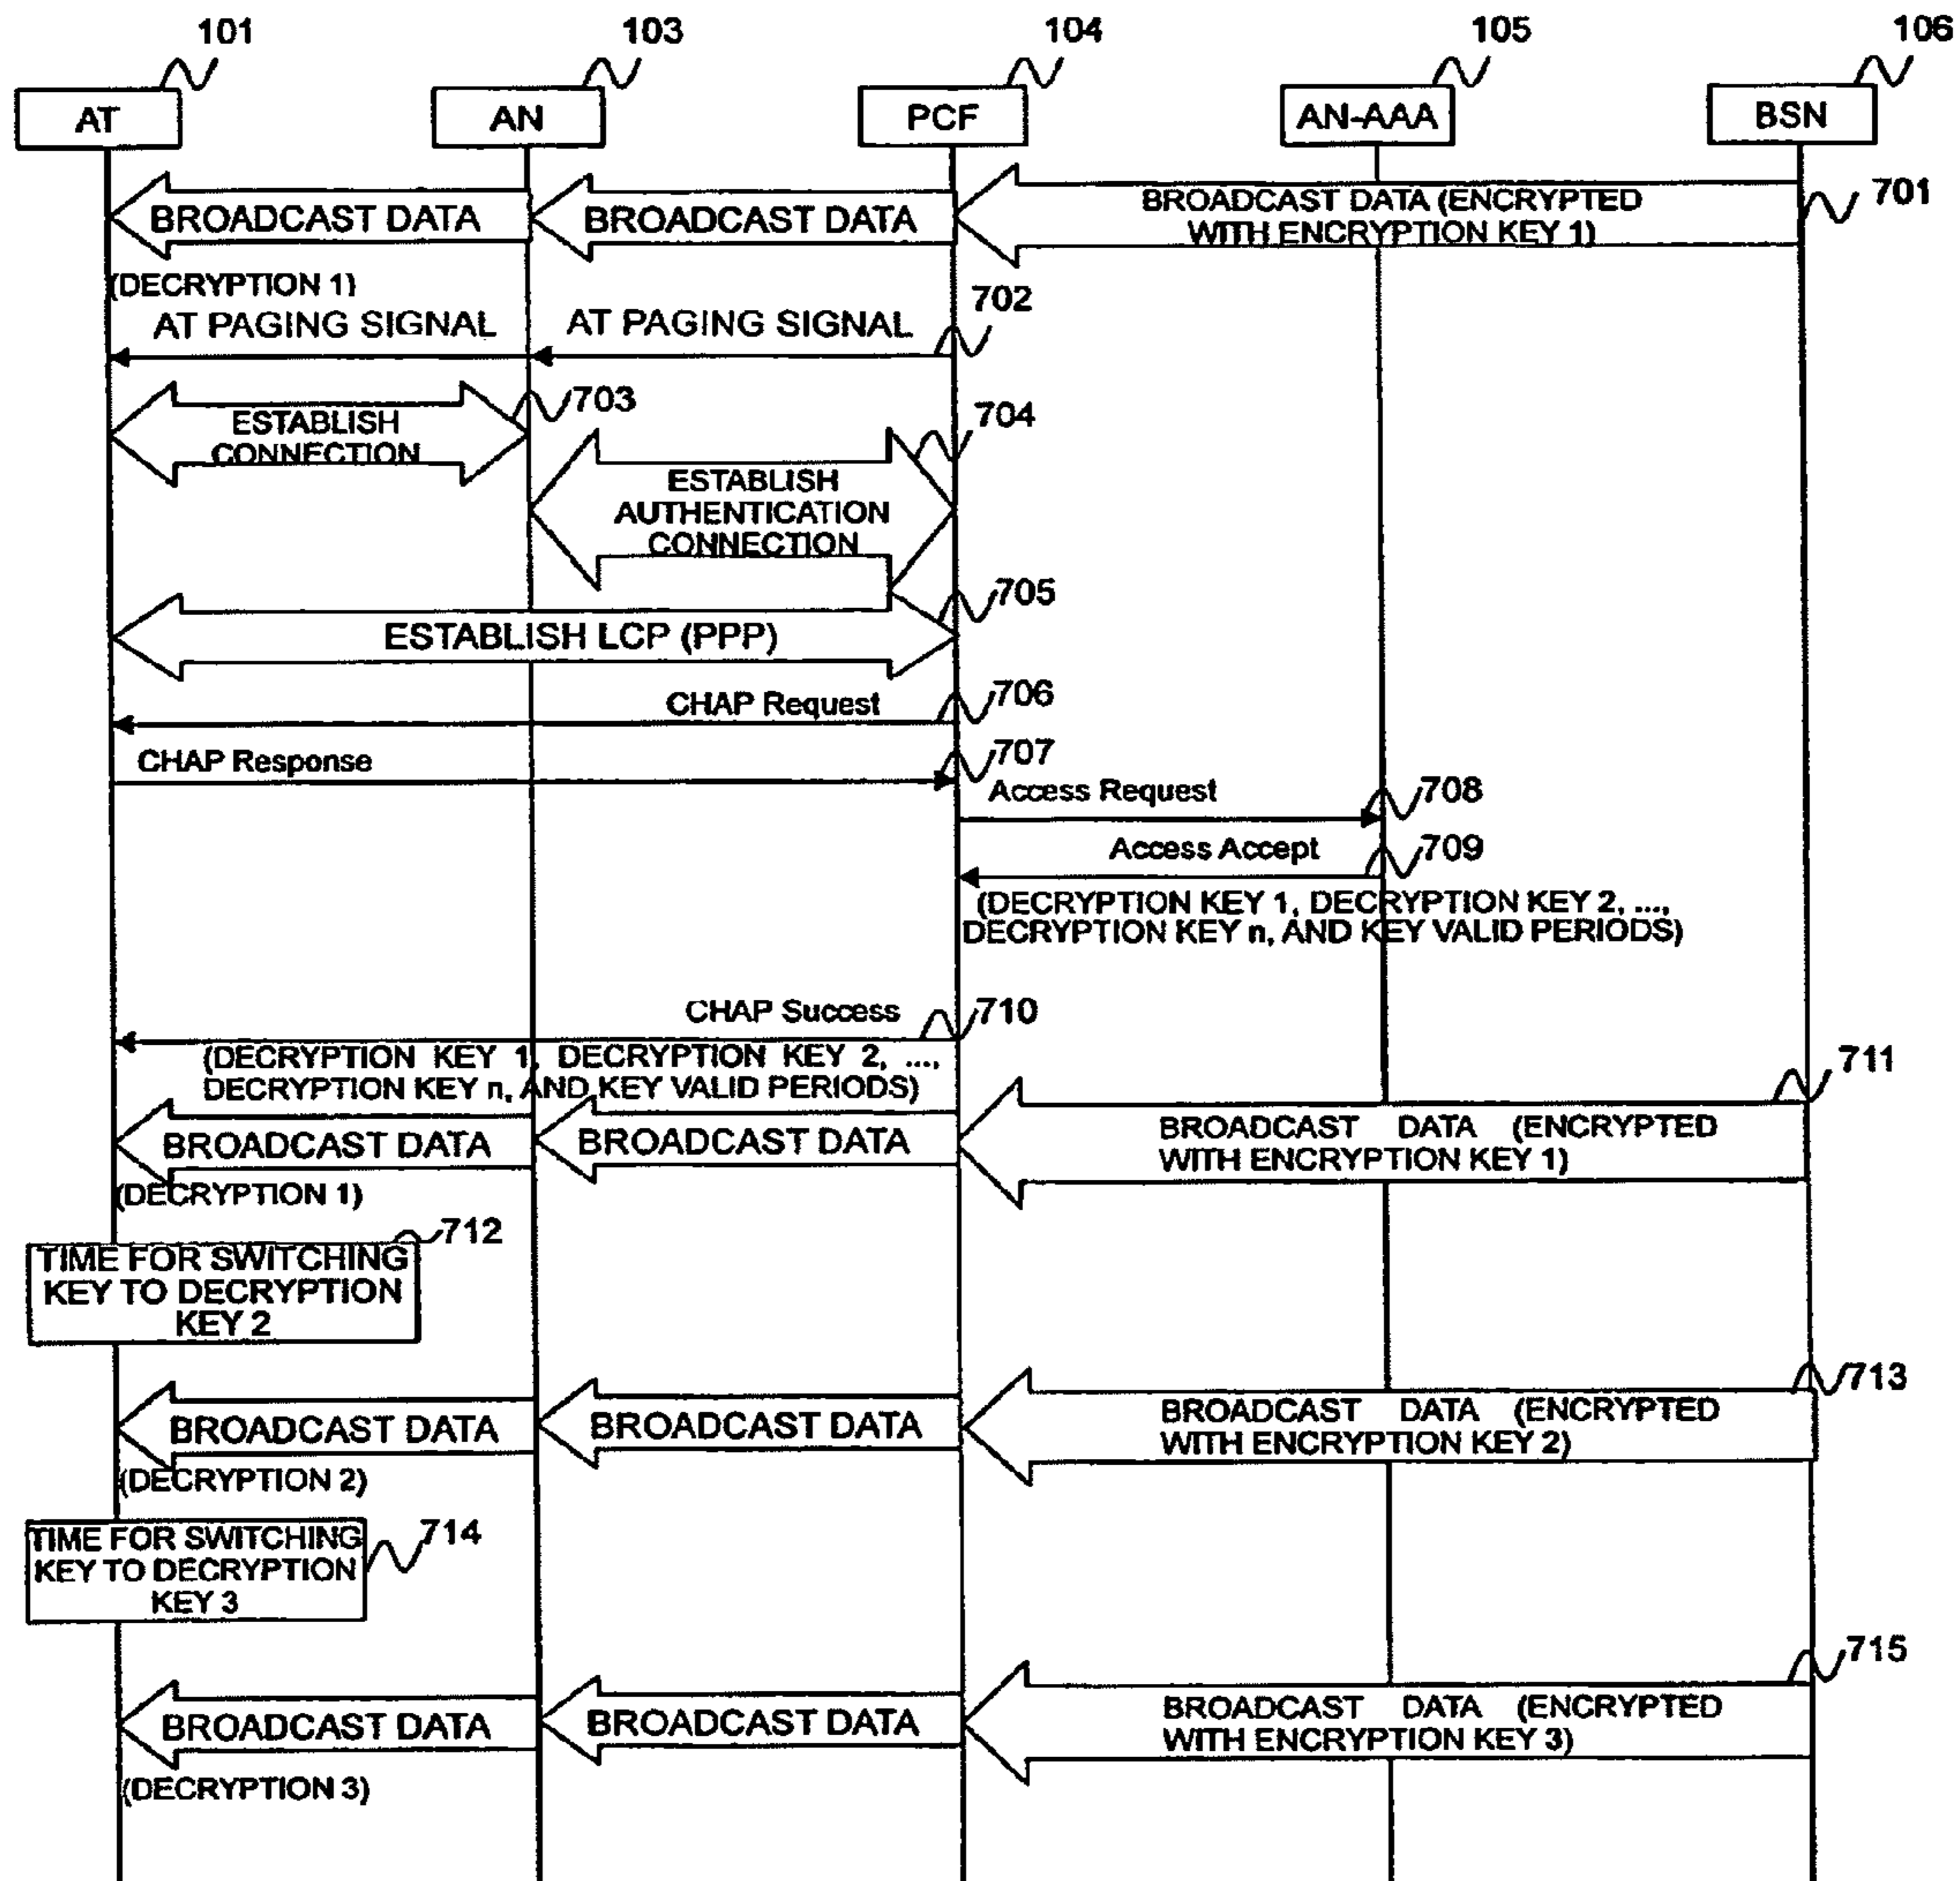 101
103
104
105
106
AT
AN
PCF
AN-AAA
BSN
BROADCAST DATA
BROADCAST DATA
BROADCAST DATA (ENCRYPTED
WITH ENCRYPTION KEY 1)
701
(DECRYPTION 1)
702
AT PAGING SIGNAL
AT PAGING SIGNAL
703
ESTABLISH
CONNECTION
704
ESTABLISH
AUTHENTICATION
CONNECTION
705
ESTABLISH LCP (PPP)
CHAP Request
706
CHAP Response
707
Access Request
708
Access Accept
709
(DECRYPTION KEY 1, DECRYPTION KEY 2, ...,
DECRYPTION KEY n, AND KEY VALID PERIODS)
CHAP Success
710
(DECRYPTION KEY 1, DECRYPTION KEY 2, ...,
DECRYPTION KEY n, AND KEY VALID PERIODS)
711
BROADCAST DATA
BROADCAST DATA
BROADCAST DATA (ENCRYPTED
WITH ENCRYPTION KEY 1)
(DECRYPTION 1)
712
TIME FOR SWITCHING
KEY TO DECRYPTION
KEY 2
713
BROADCAST DATA
BROADCAST DATA
BROADCAST DATA (ENCRYPTED
WITH ENCRYPTION KEY 2)
(DECRYPTION 2)
714
TIME FOR SWITCHING
KEY TO DECRYPTION
KEY 3
715
BROADCAST DATA
BROADCAST DATA
BROADCAST DATA (ENCRYPTED
WITH ENCRYPTION KEY 3)
(DECRYPTION 3)